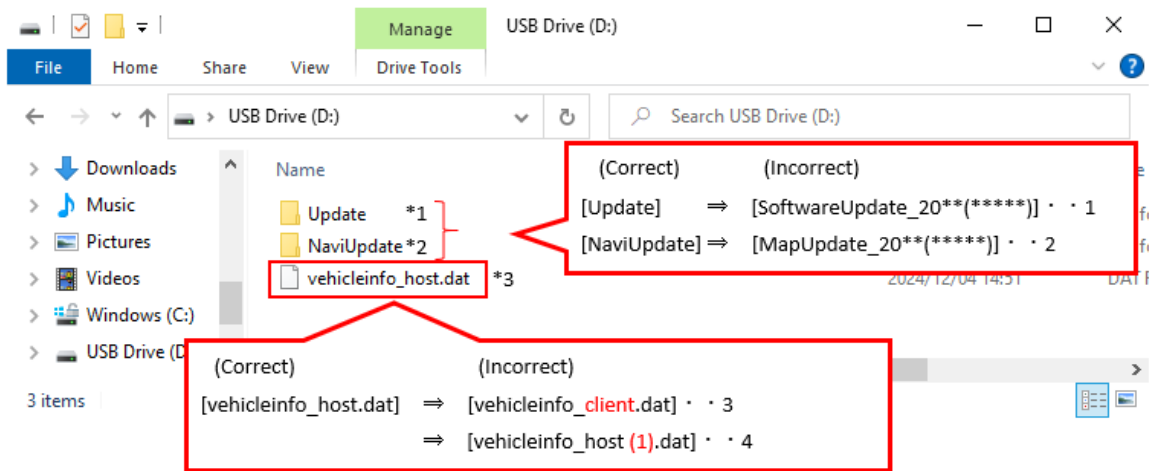 Manage
USB Drive (D:)
File
Home
Share
View
Drive Tools
USB Drive (D:)
Search USB Drive (D:)
Downloads
Music
Pictures
Videos
Windows (C:)
USB Drive (D
Name
Update *1
NaviUpdate *2
vehicleinfo_host.dat *3
2024/12/04 14:51
DAT F
(Correct) (Incorrect)
[Update] ⇒ [SoftwareUpdate_20**(*****)]・・1
[NaviUpdate] ⇒ [MapUpdate_20**(*****)]・・2
(Correct) (Incorrect)
[vehicleinfo_host.dat] ⇒ [vehicleinfo_client.dat]・・3
⇒ [vehicleinfo_host (1).dat]・・4
3 items